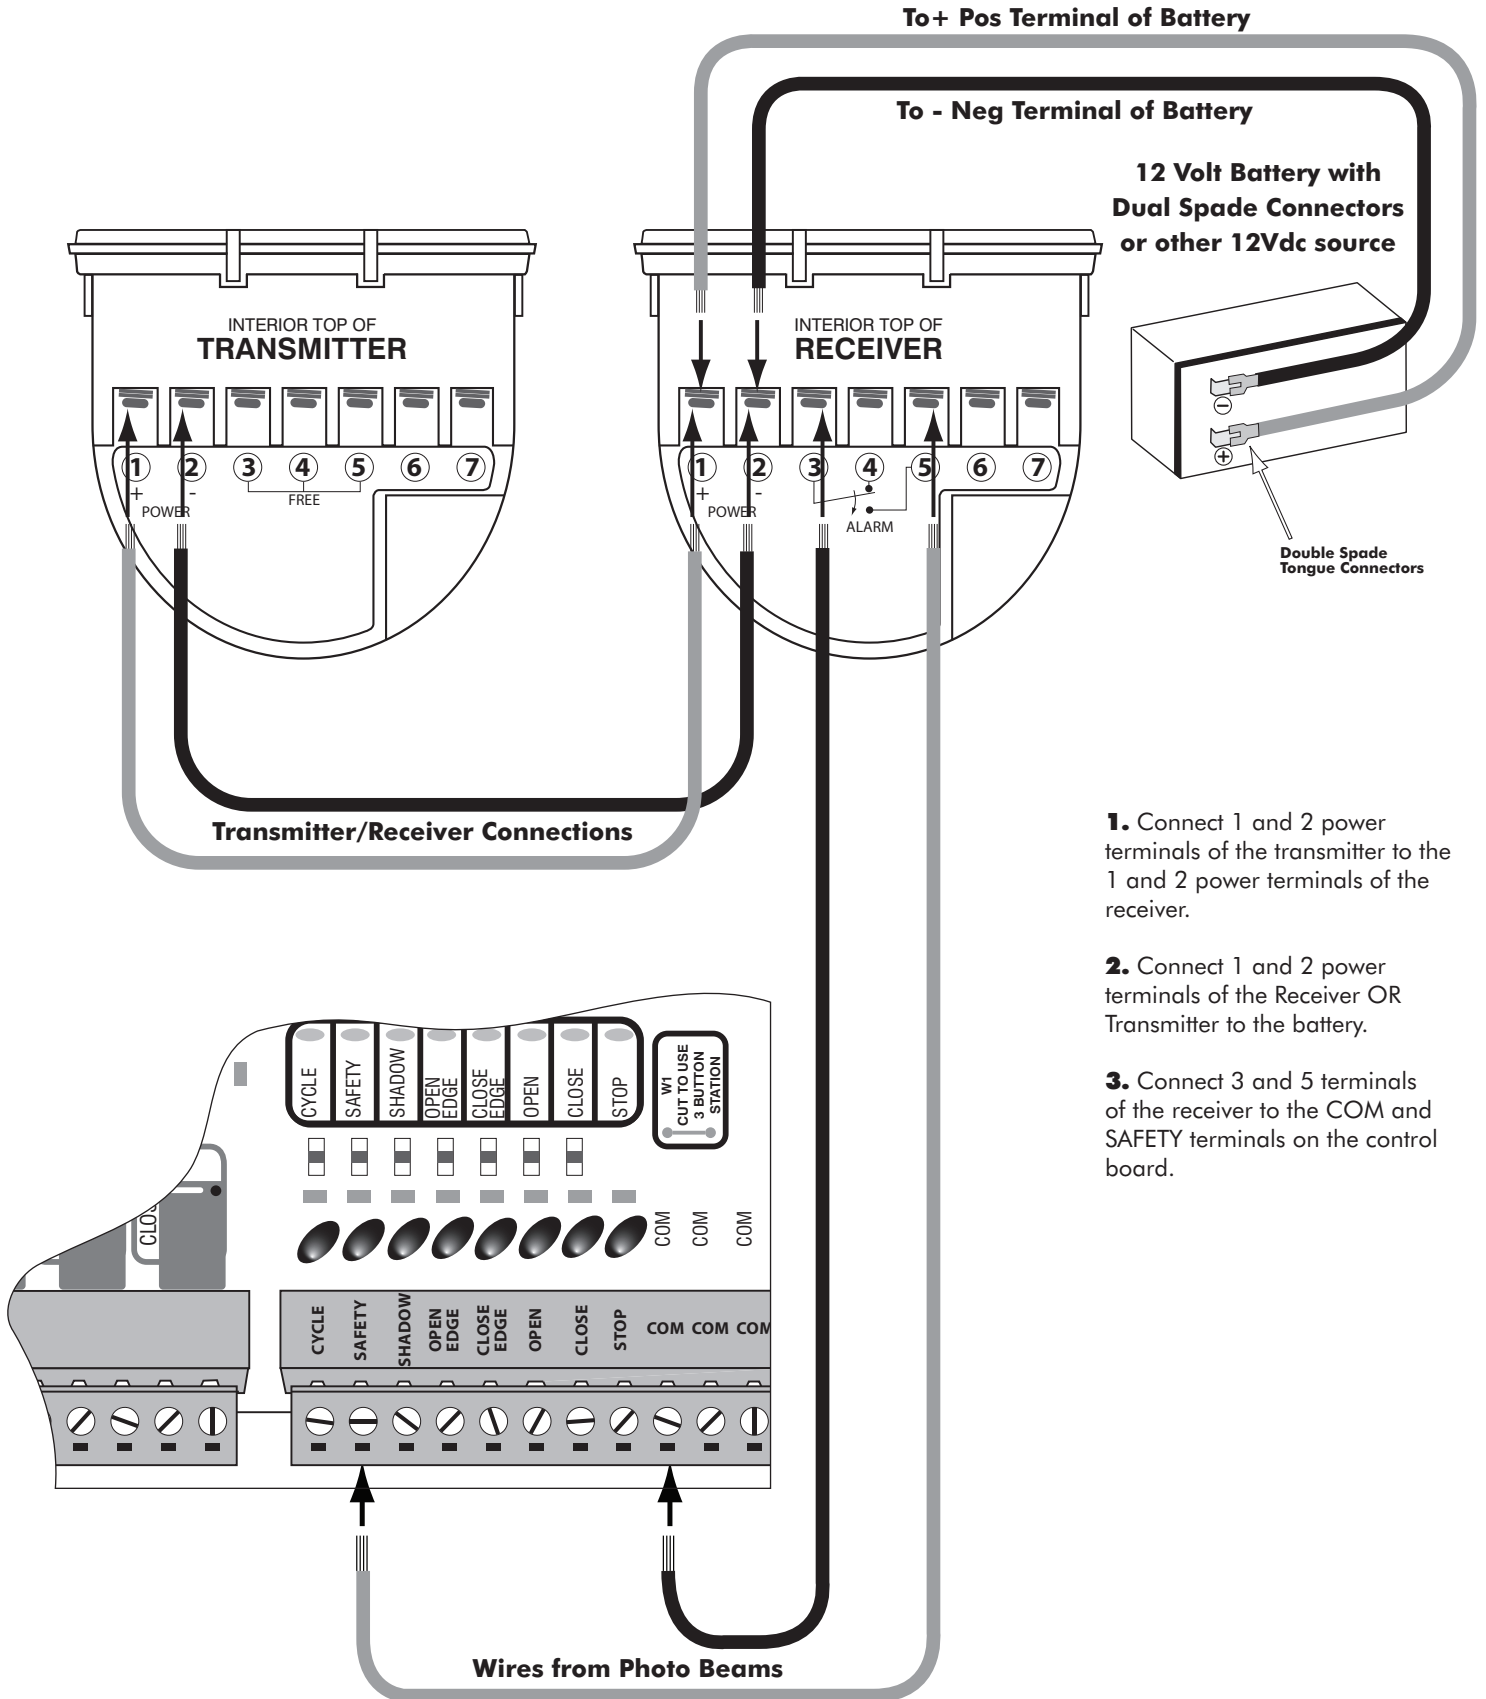 To+ Pos Terminal of Battery
To - Neg Terminal of Battery
12 Volt Battery with
Dual Spade Connectors
or other 12Vdc source
INTERIOR TOP OF
TRANSMITTER
1 2 3 4 5 6 7
+ -
POWER
FREE
INTERIOR TOP OF
RECEIVER
1 2 3 4 5 6 7
+ -
POWER
ALARM
−
+
Double Spade
Tongue Connectors
Transmitter/Receiver Connections
1. Connect 1 and 2 power
terminals of the transmitter to the
1 and 2 power terminals of the
receiver.
2. Connect 1 and 2 power
terminals of the Receiver OR
Transmitter to the battery.
3. Connect 3 and 5 terminals
of the receiver to the COM and
SAFETY terminals on the control
board.
CYCLE
SAFETY
SHADOW
OPEN
EDGE
CLOSE
EDGE
OPEN
CLOSE
STOP
W1
CUT TO USE
3 BUTTON
STATION
COM
COM
COM
CLOS
CYCLE
SAFETY
SHADOW
OPEN
EDGE
CLOSE
EDGE
OPEN
CLOSE
STOP
COM COM COM
Wires from Photo Beams